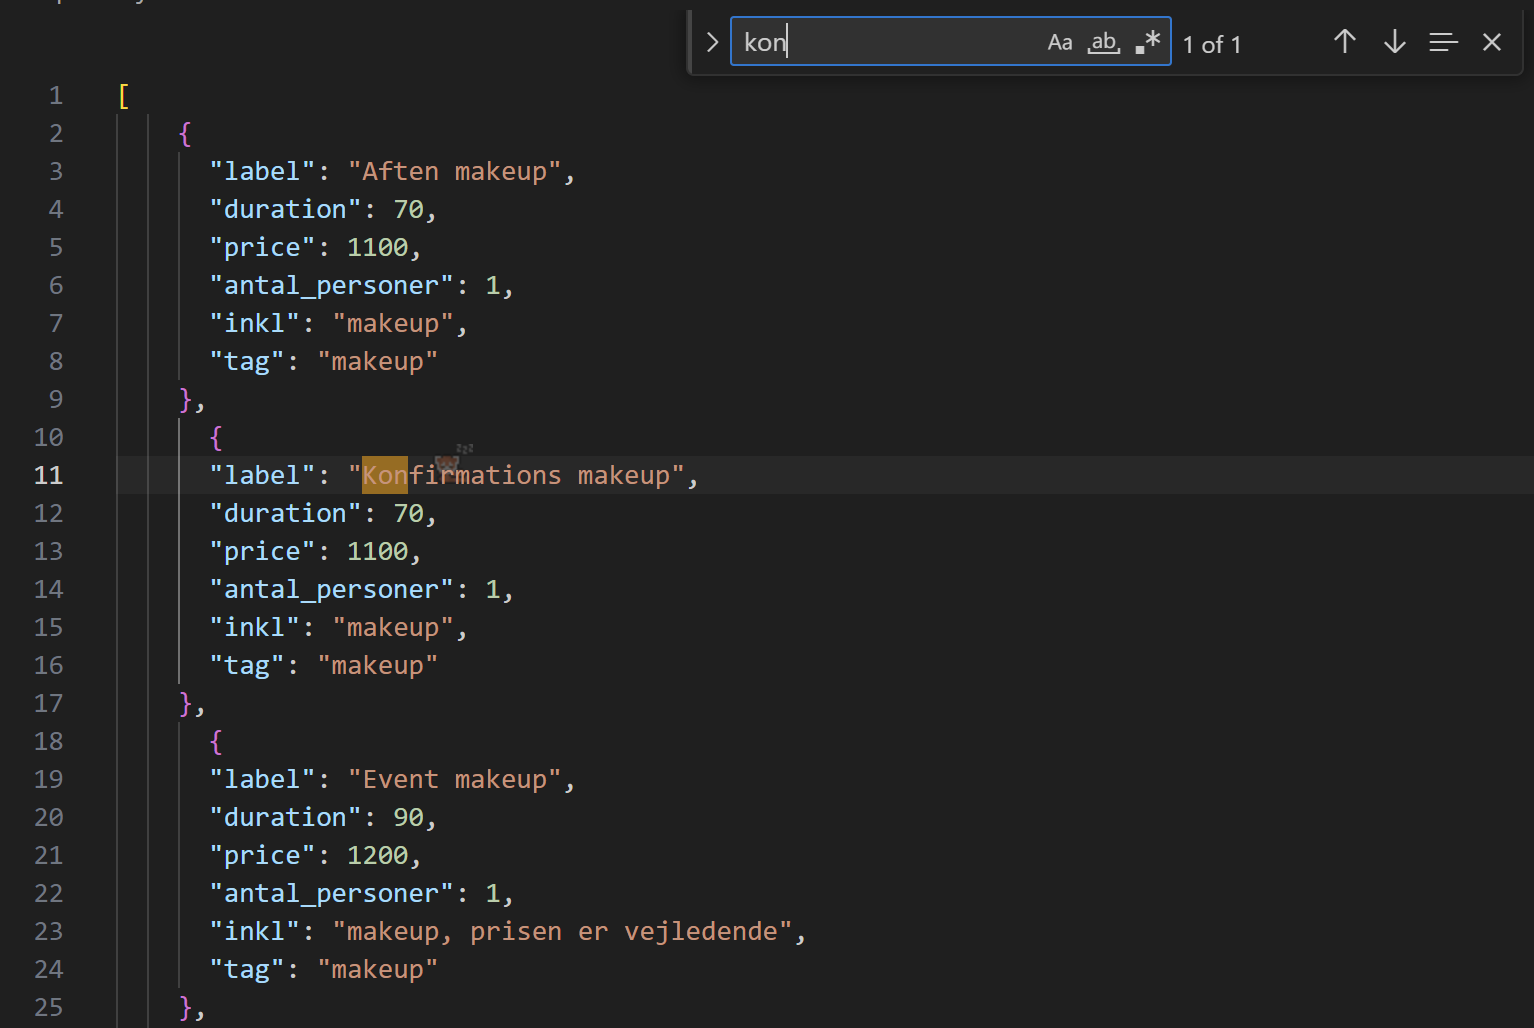 kon Aa ab 1 of 1
1 [
2 {
3 "label": "Aften makeup",
4 "duration": 70,
5 "price": 1100,
6 "antal_personer": 1,
7 "inkl": "makeup",
8 "tag": "makeup"
9 },
10 {
11 "label": "Konfirmations makeup",
12 "duration": 70,
13 "price": 1100,
14 "antal_personer": 1,
15 "inkl": "makeup",
16 "tag": "makeup"
17 },
18 {
19 "label": "Event makeup",
20 "duration": 90,
21 "price": 1200,
22 "antal_personer": 1,
23 "inkl": "makeup, prisen er vejledende",
24 "tag": "makeup"
25 },